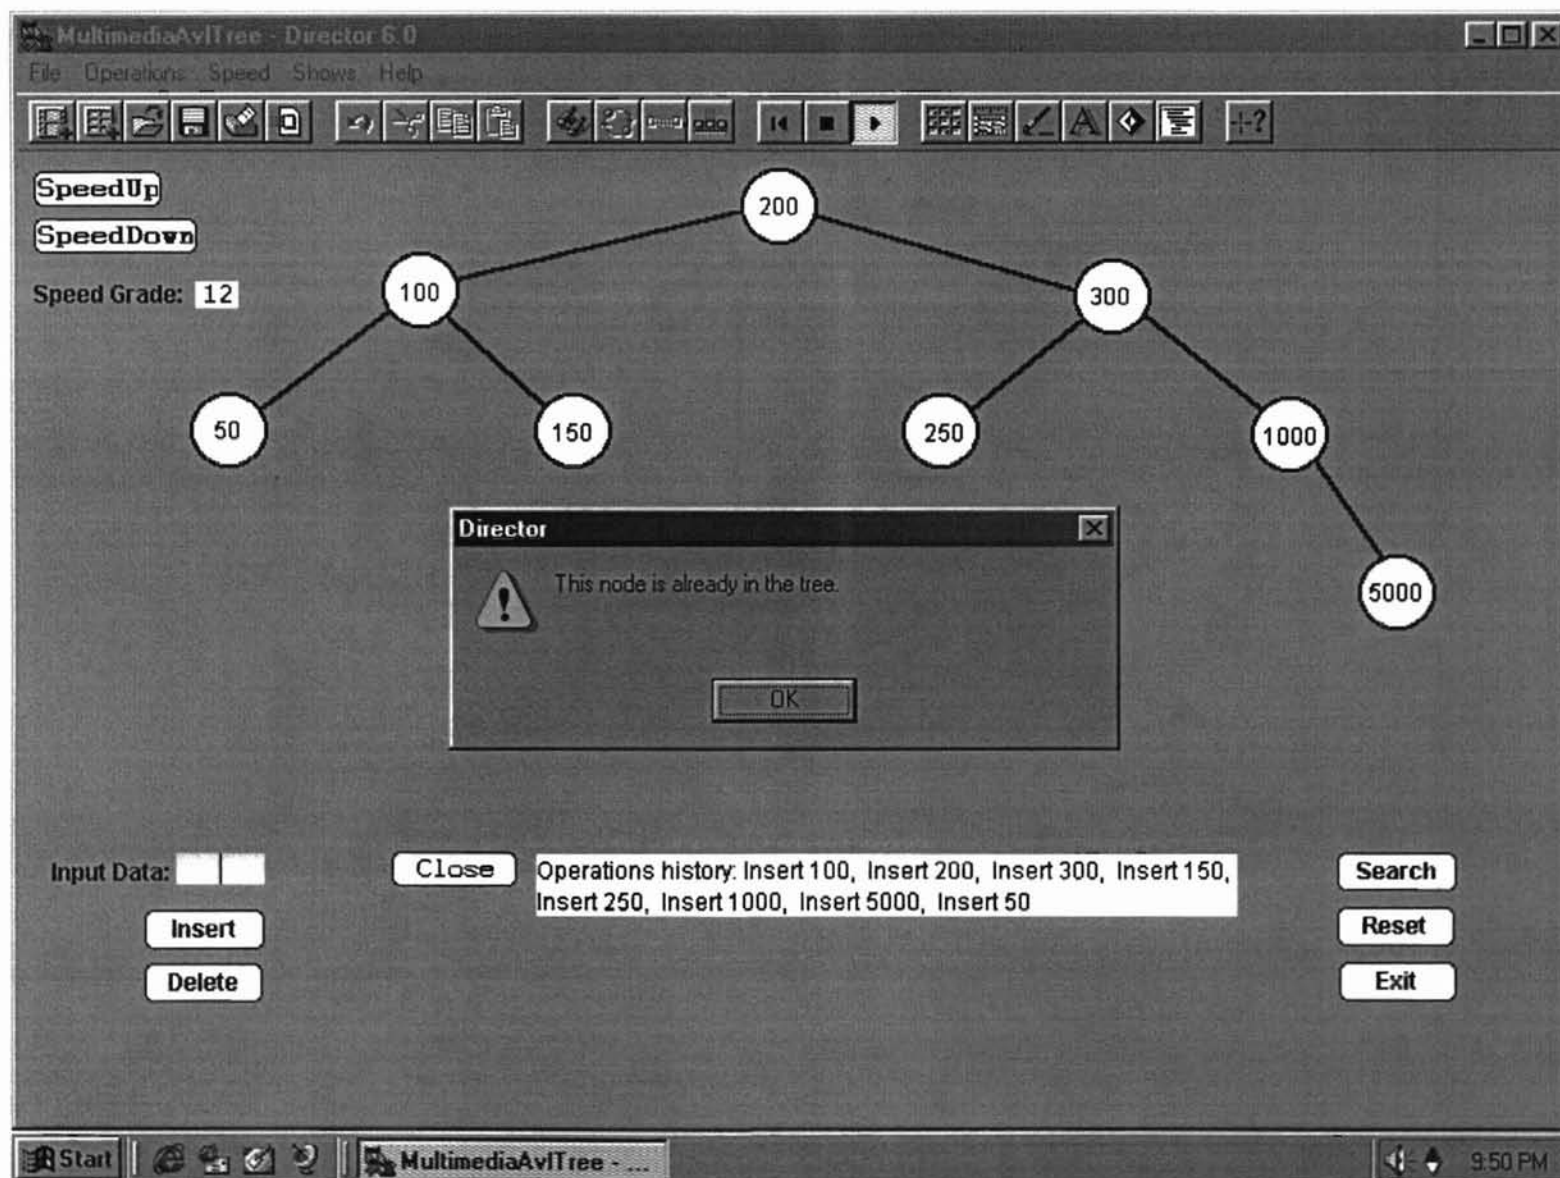 MultimediaAvlTree - Director 6.0
File Operations Speed Shows Help
SpeedUp
SpeedDown
Speed Grade: 12
200
100
300
50
150
250
1000
5000
Director
This node is already in the tree.
OK
Input Data:
Insert
Delete
Close
Operations history: Insert 100, Insert 200, Insert 300, Insert 150,
Insert 250, Insert 1000, Insert 5000, Insert 50
Search
Reset
Exit
Start
MultimediaAvlTree - ...
9:50 PM